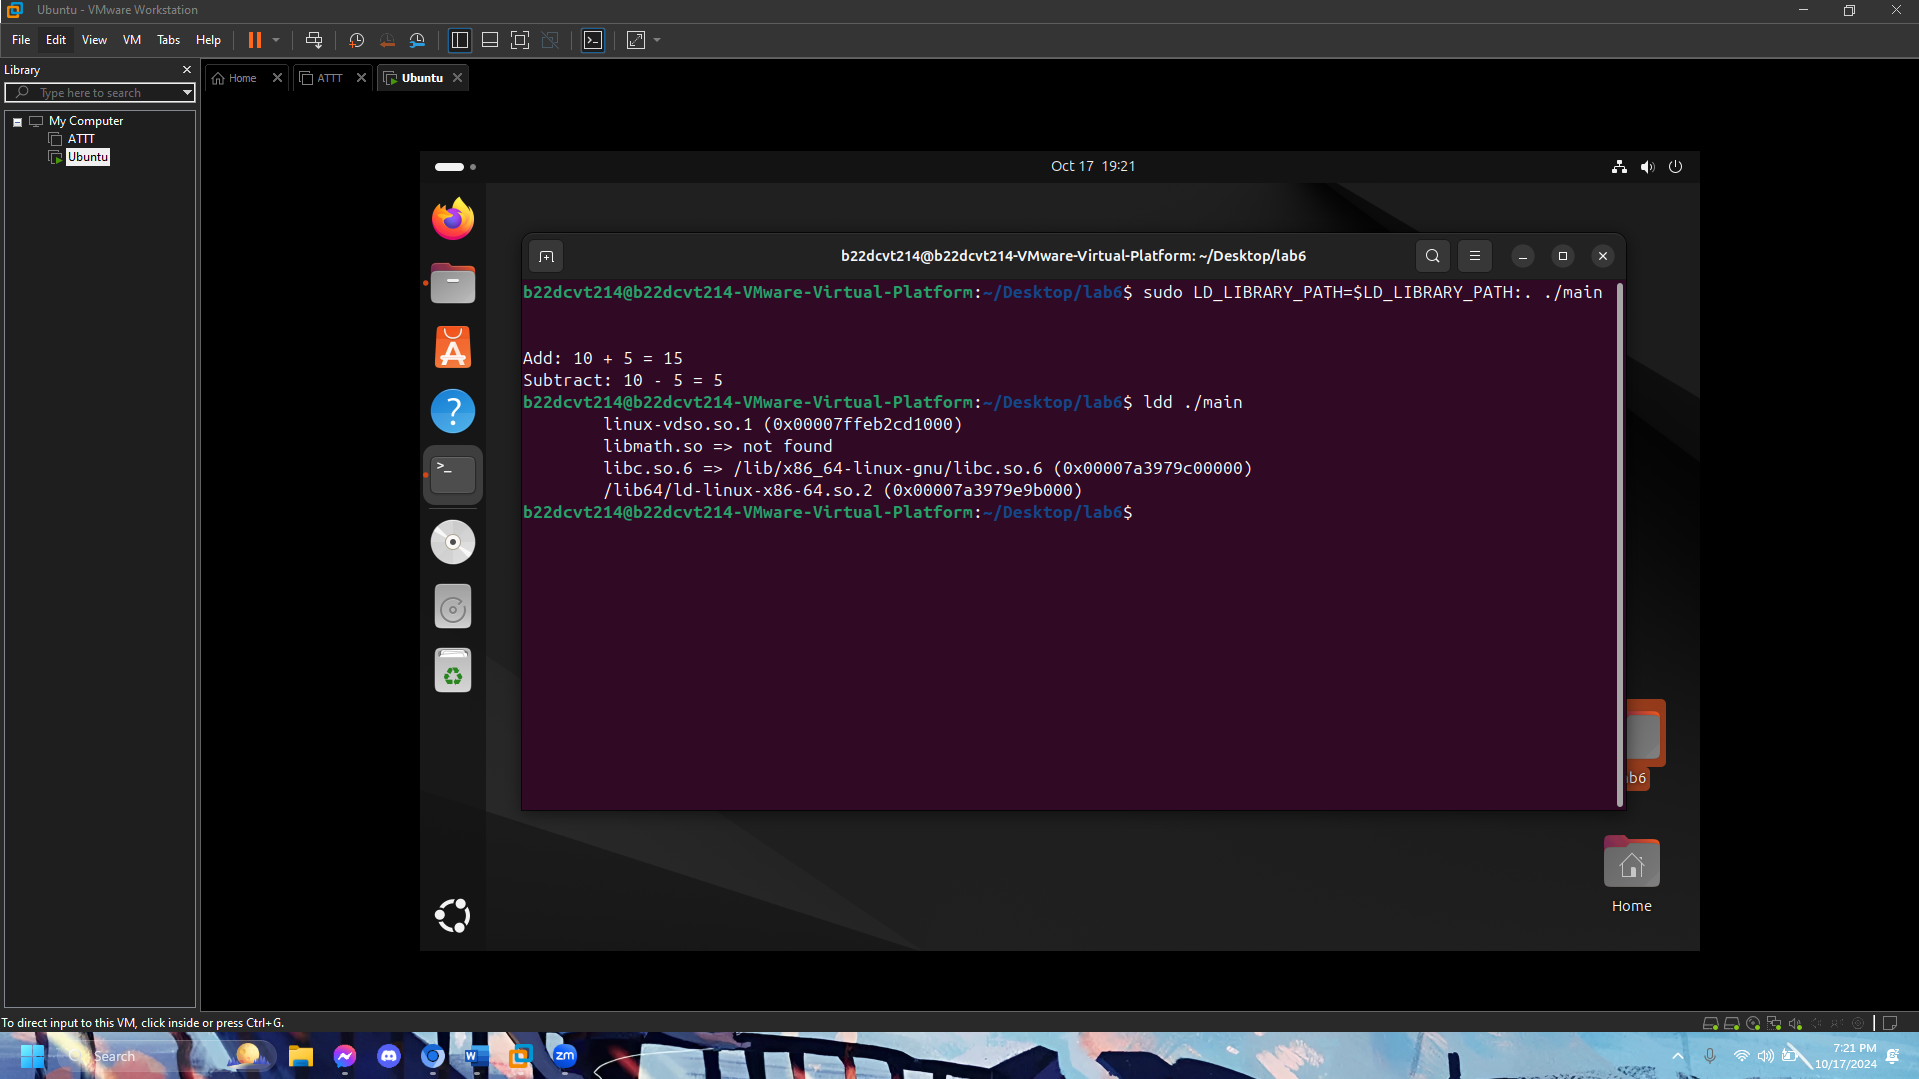 Ubuntu - VMware Workstation
File Edit View VM Tabs Help
Library
Type here to search
My Computer
ATTT
Ubuntu
Home
ATTT
Ubuntu
Oct 17 19:21
b22dcvt214@b22dcvt214-VMware-Virtual-Platform: ~/Desktop/lab6
b22dcvt214@b22dcvt214-VMware-Virtual-Platform:~/Desktop/lab6$ sudo LD_LIBRARY_PATH=$LD_LIBRARY_PATH:. ./main
Add: 10 + 5 = 15
Subtract: 10 - 5 = 5
b22dcvt214@b22dcvt214-VMware-Virtual-Platform:~/Desktop/lab6$ ldd ./main
linux-vdso.so.1 (0x00007ffeb2cd1000)
libmath.so => not found
libc.so.6 => /lib/x86_64-linux-gnu/libc.so.6 (0x00007a3979c00000)
/lib64/ld-linux-x86-64.so.2 (0x00007a3979e9b000)
b22dcvt214@b22dcvt214-VMware-Virtual-Platform:~/Desktop/lab6$
ab6
Home
To direct input to this VM, click inside or press Ctrl+G.
Search
W
zm
7:21 PM
10/17/2024